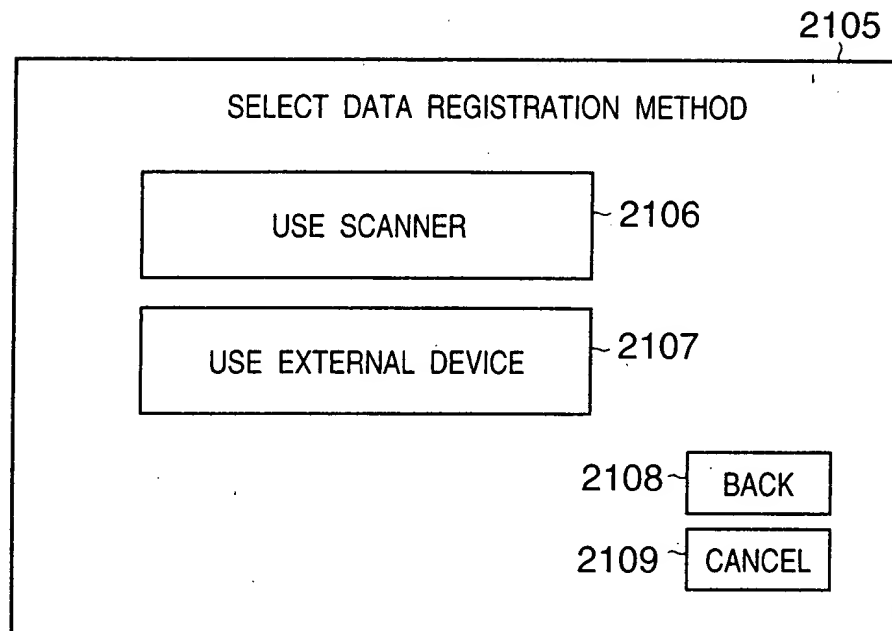 2105
SELECT DATA REGISTRATION METHOD
USE SCANNER
2106
USE EXTERNAL DEVICE
2107
2108
BACK
2109
CANCEL